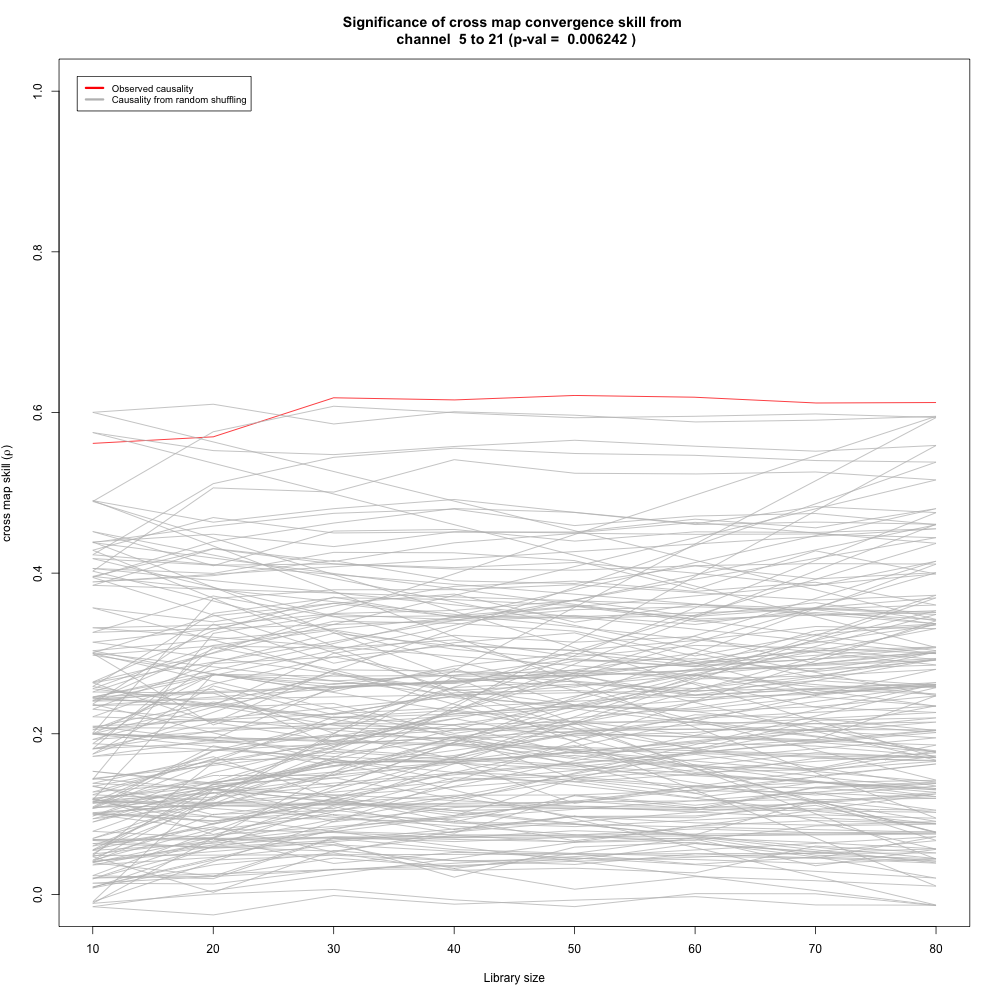 Significance of cross map convergence skill from
channel  5 to 21 (p-val =  0.006242 )
Observed causality
Causality from random shuffling
cross map skill (ρ)
1.0
0.8
0.6
0.4
0.2
0.0
10 20 30 40 50 60 70 80
Library size